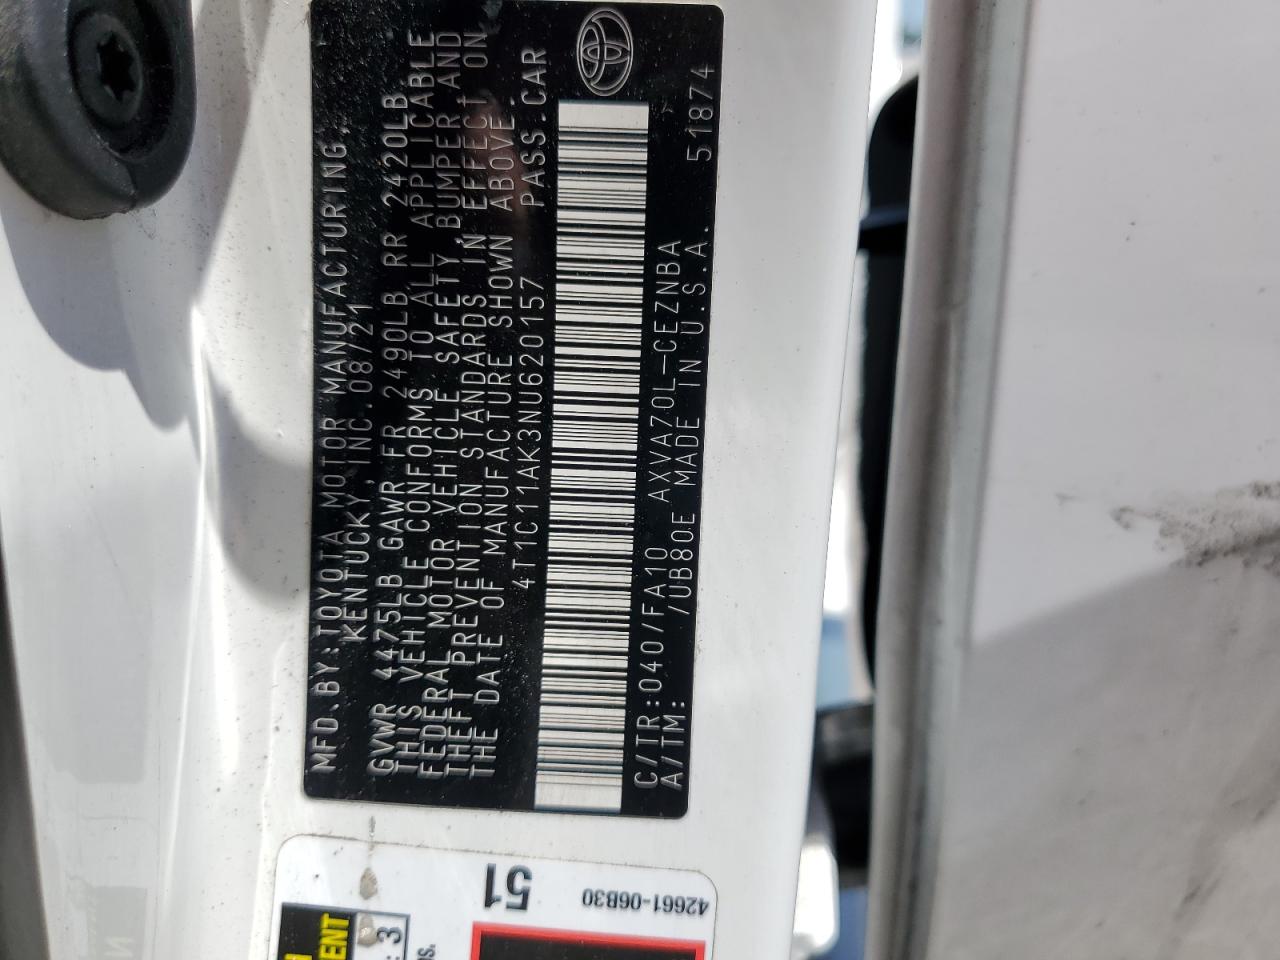 MFD.BY:TOYOTA MOTOR MANUFACTURING,
KENTUCKY, INC. 08/21
GVWR 4475LB GAWR FR 2490LB RR 2420LB
THIS VEHICLE CONFORMS TO ALL APPLICABLE
FEDERAL MOTOR VEHICLE SAFETY, BUMPER, AND
THEFT PREVENTION STANDARDS IN EFFECT ON
THE DATE OF MANUFACTURE SHOWN ABOVE.
4T1C11AK3NU620157 PASS.CAR
C/TR:040/FA10 AXVA70L-CEZNBA
A/TM: /UB80E MADE IN U.S.A. 51874
51
42661-06B30
3